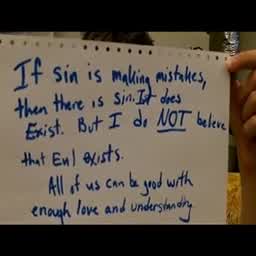 If sin is making mistakes,
then there is sin. It does
Exist. But I do NOT believe
that Evil exists.
All of us can be good with
enough love and understanding